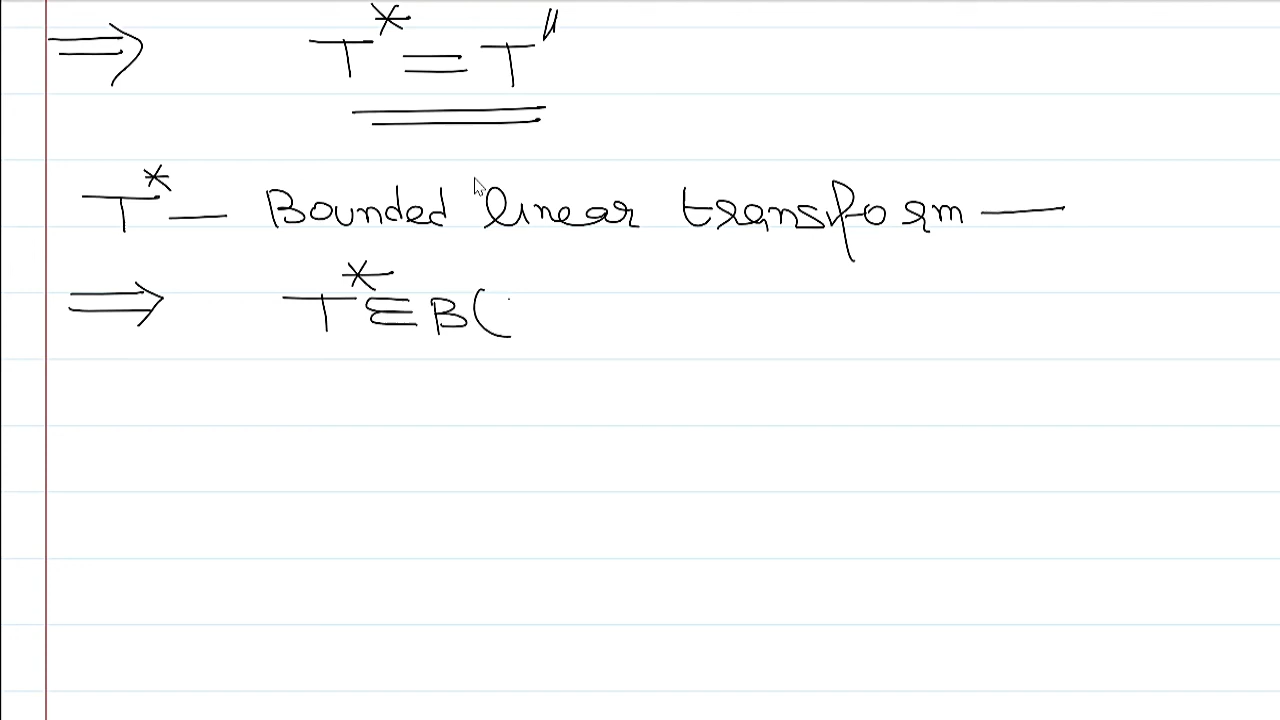 ⇒ T* = T"
T* — Bounded linear transform —
⇒ T* ∈ B(